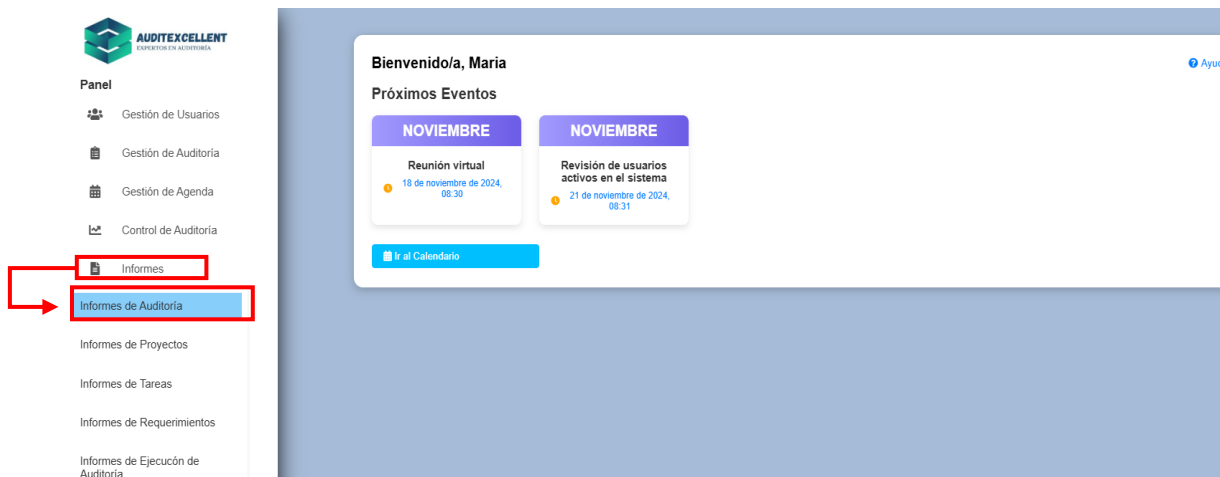 AUDITEXCELLENT
EXPERTOS EN AUDITORÍA
Panel
Gestión de Usuarios
Gestión de Auditoría
Gestión de Agenda
Control de Auditoría
Informes
Informes de Auditoría
Informes de Proyectos
Informes de Tareas
Informes de Requerimientos
Informes de Ejecucón de
Auditoría
Bienvenido/a, Maria
Ayud
Próximos Eventos
NOVIEMBRE
Reunión virtual
18 de noviembre de 2024,
08:30
NOVIEMBRE
Revisión de usuarios
activos en el sistema
21 de noviembre de 2024,
08:31
Ir al Calendario